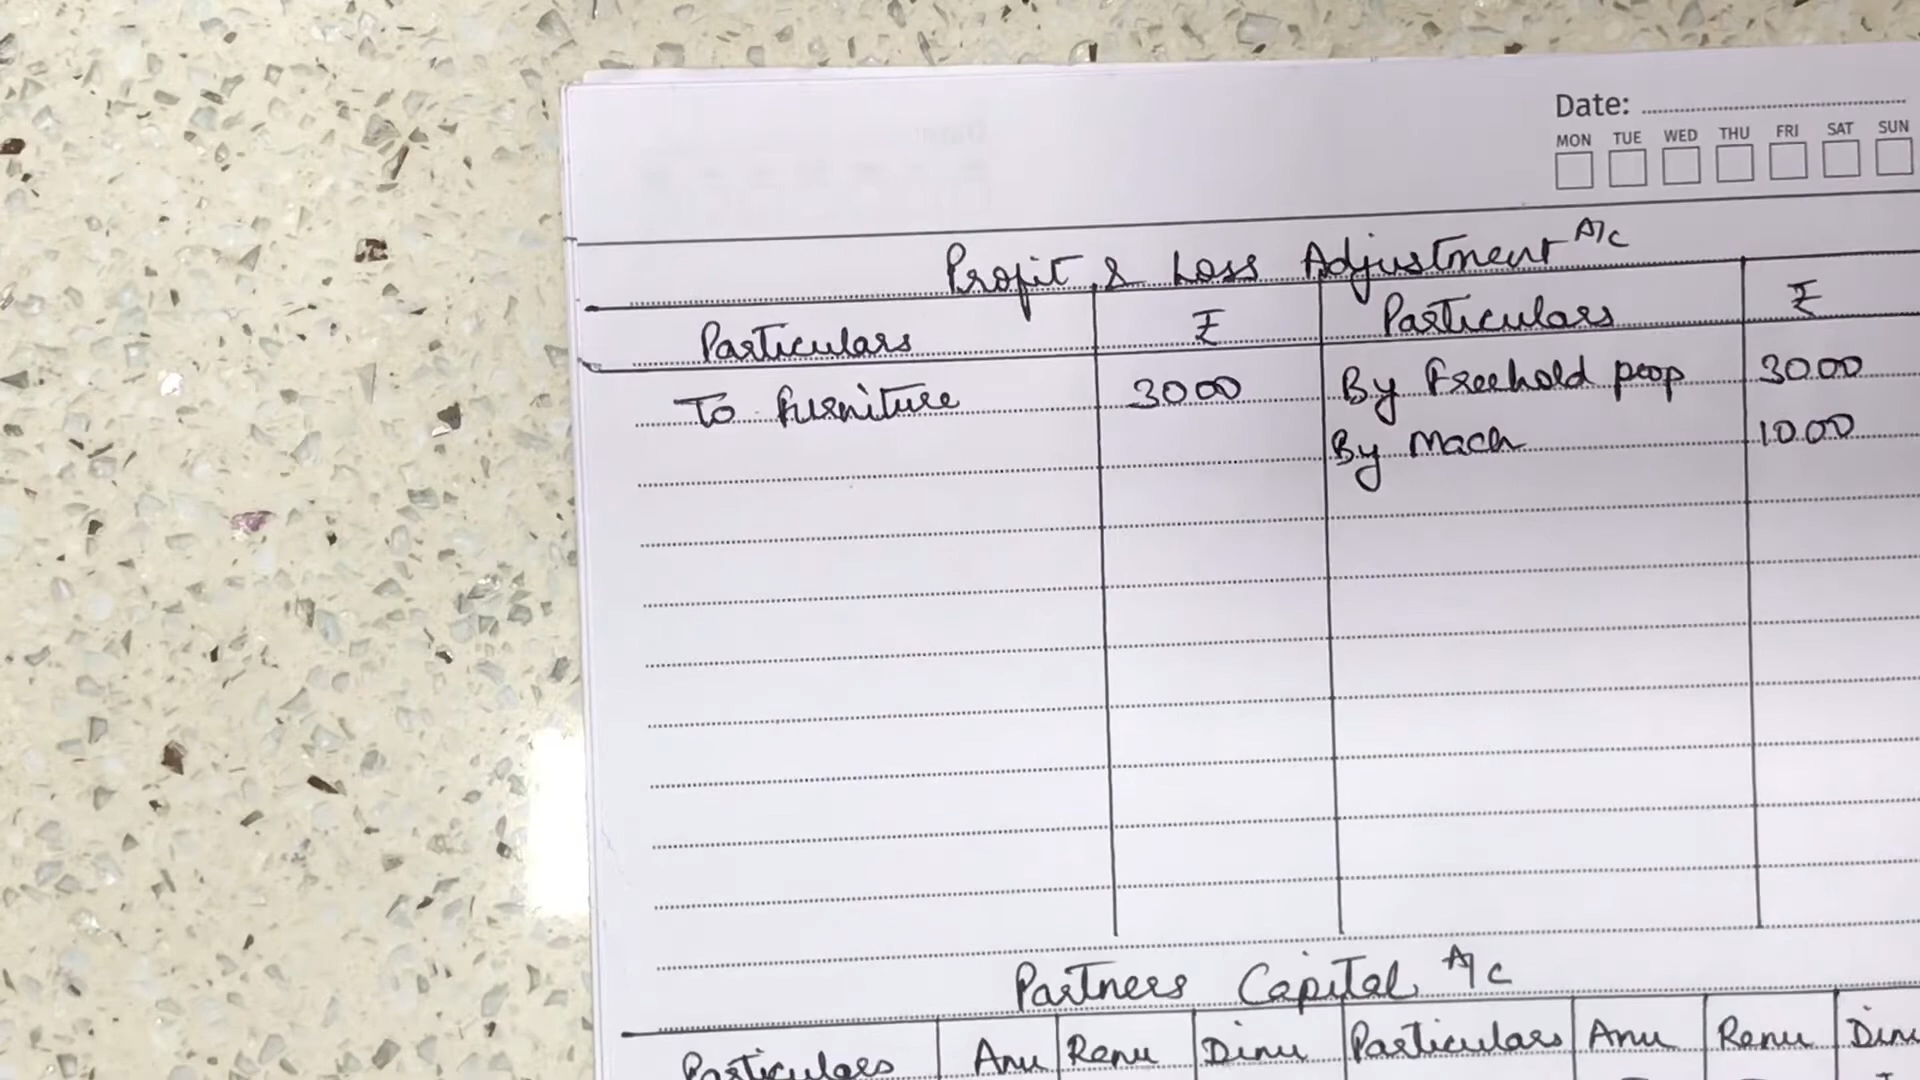 Date:
MON TUE WED THU FRI SAT SUN
Profit & Loss Adjustment A/c
Particulars ₹ Particulars ₹
To Furniture 3000 By Freehold prop 3000
By Mach 1000
Partners Capital A/c
Particulars Anu Renu Dinu Particulars Anu Renu Dinu